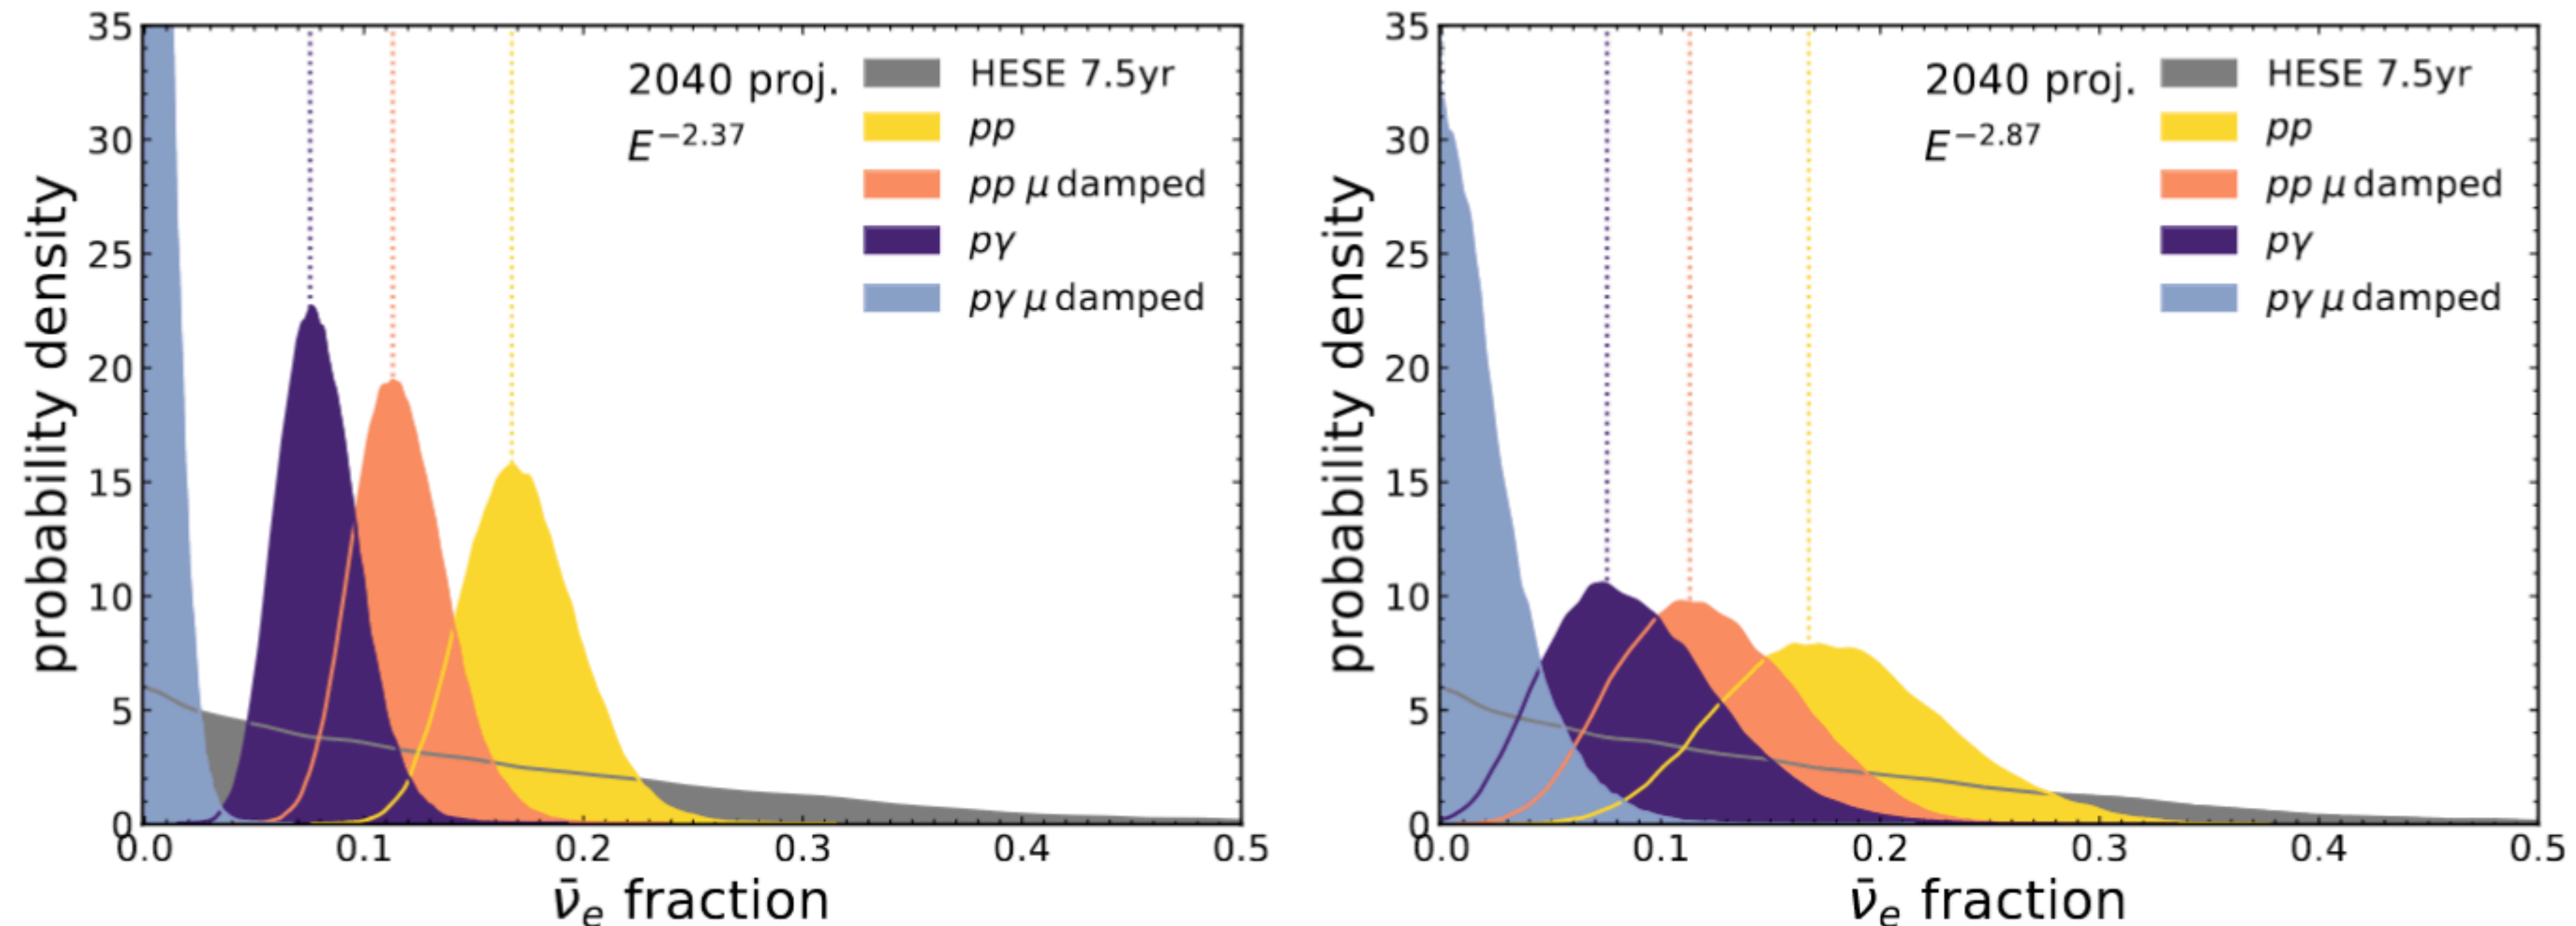 probability density
35
30
25
20
15
10
5
0
2040 proj.
E^{-2.37}
HESE 7.5yr
pp
pp μ damped
pγ
pγ μ damped
0.0 0.1 0.2 0.3 0.4 0.5
ν̄_e fraction
probability density
35
30
25
20
15
10
5
0
2040 proj.
E^{-2.87}
HESE 7.5yr
pp
pp μ damped
pγ
pγ μ damped
0.0 0.1 0.2 0.3 0.4 0.5
ν̄_e fraction